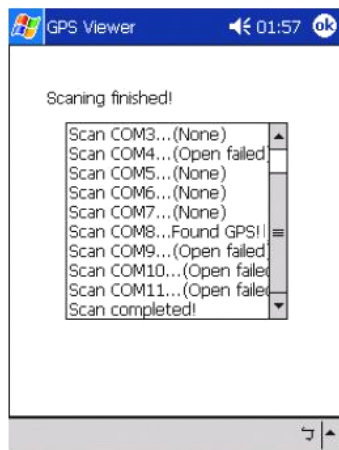 GPS Viewer 01:57 ok
Scaning finished!
Scan COM3...(None)
Scan COM4...(Open failed)
Scan COM5...(None)
Scan COM6...(None)
Scan COM7...(None)
Scan COM8...Found GPS!
Scan COM9...(Open failed)
Scan COM10...(Open failed
Scan COM11...(Open failed
Scan completed!